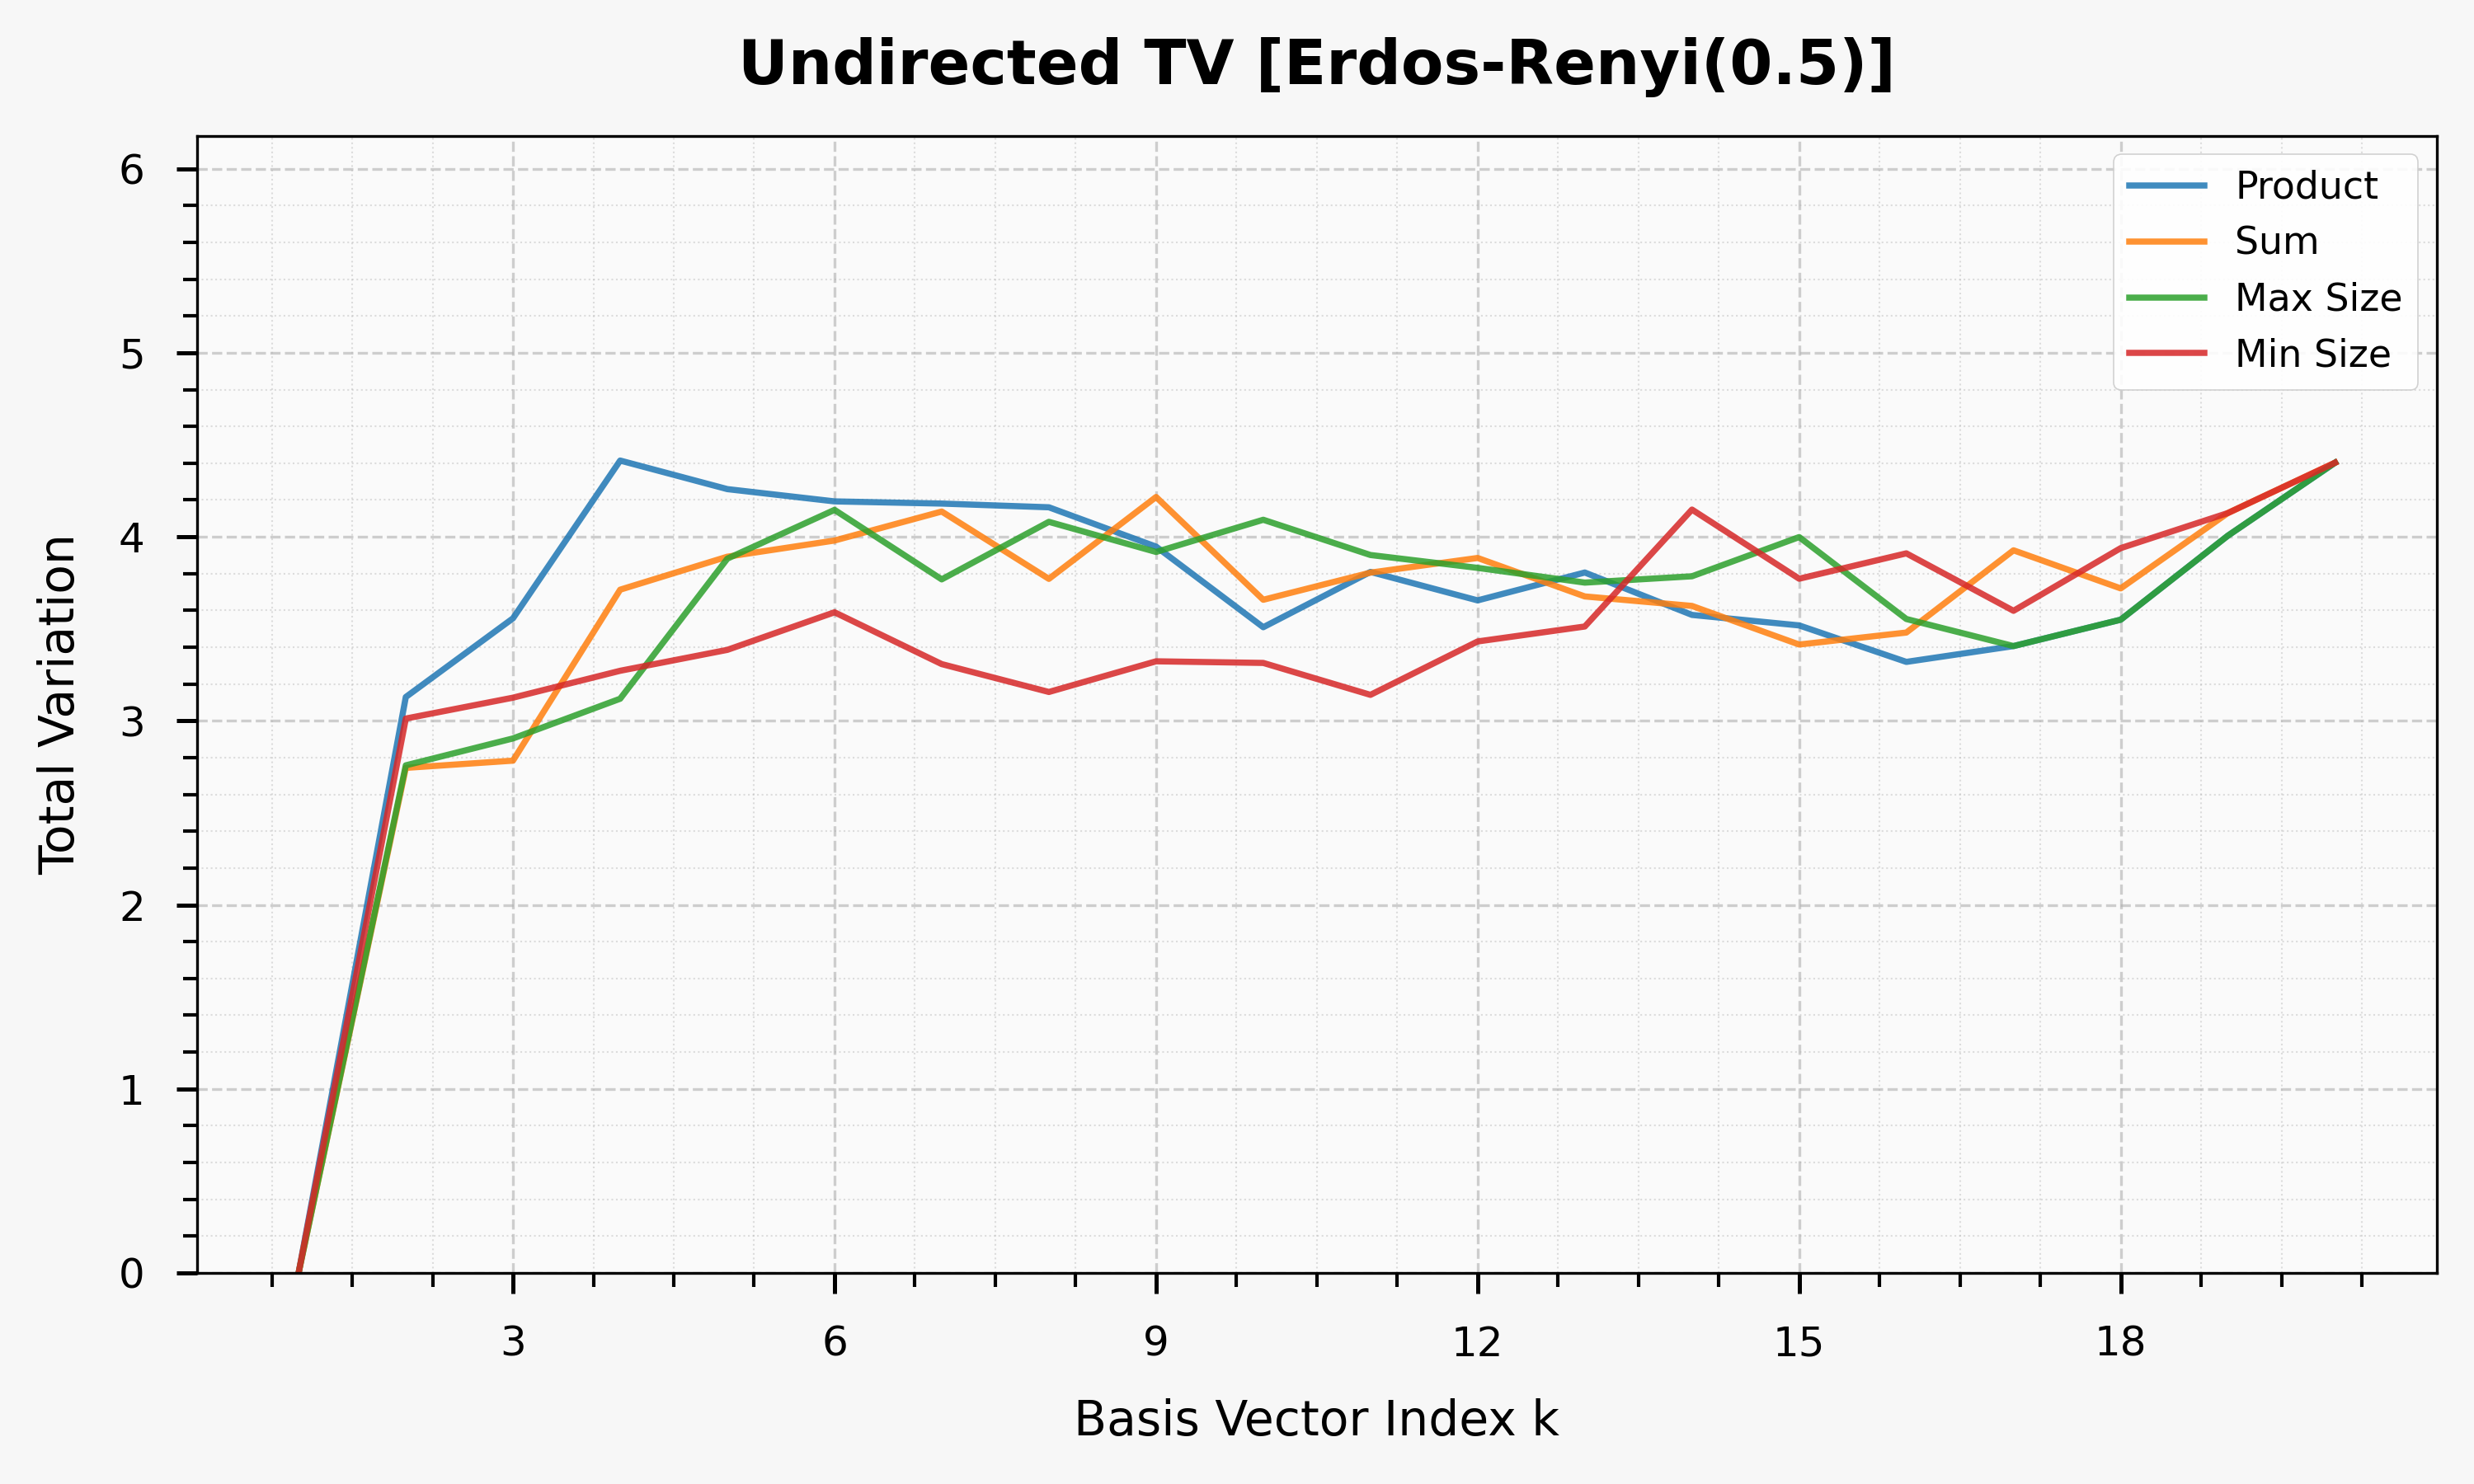 Undirected TV [Erdos-Renyi(0.5)]
6
5
4
3
2
1
0
Total Variation
Product
Sum
Max Size
Min Size
3 6 9 12 15 18
Basis Vector Index k